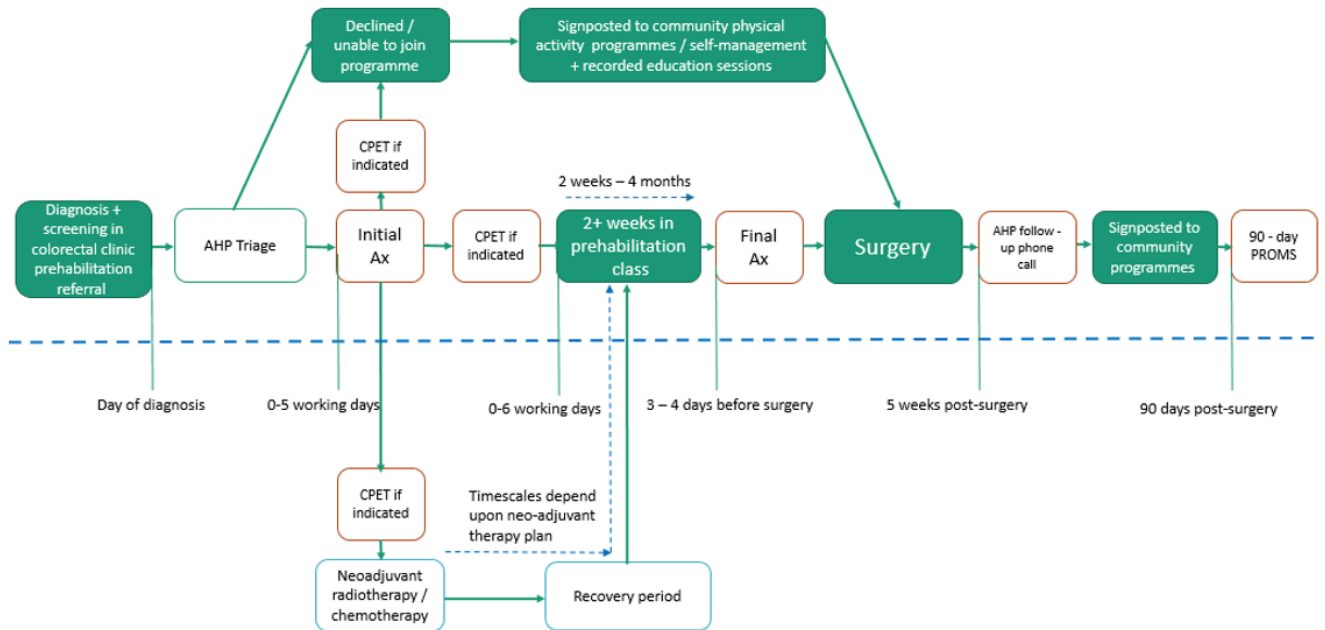 Declined /
unable to join
programme
Signposted to community physical
activity programmes / self-management
+ recorded education sessions
CPET if
indicated
2 weeks – 4 months
Diagnosis +
screening in
colorectal clinic
prehabilitation
referral
AHP Triage
Initial
Ax
CPET if
indicated
2+ weeks in
prehabilitation
class
Final
Ax
Surgery
AHP follow -
up phone
call
Signposted to
community
programmes
90 - day
PROMS
Day of diagnosis
0-5 working days
0-6 working days
3 – 4 days before surgery
5 weeks post-surgery
90 days post-surgery
CPET if
indicated
Timescales depend
upon neo-adjuvant
therapy plan
Neoadjuvant
radiotherapy /
chemotherapy
Recovery period